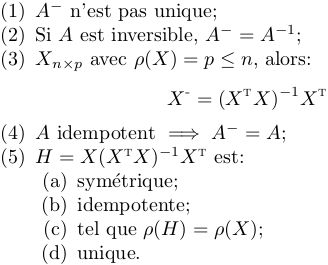 (1) A⁻ n'est pas unique;
(2) Si A est inversible, A⁻ = A⁻¹;
(3) Xₙ×ₚ avec ρ(X) = p ≤ n, alors:
X⁻ = (XᵀX)⁻¹Xᵀ
(4) A idempotent ⟹ A⁻ = A;
(5) H = X(XᵀX)⁻¹Xᵀ est:
(a) symétrique;
(b) idempotente;
(c) tel que ρ(H) = ρ(X);
(d) unique.